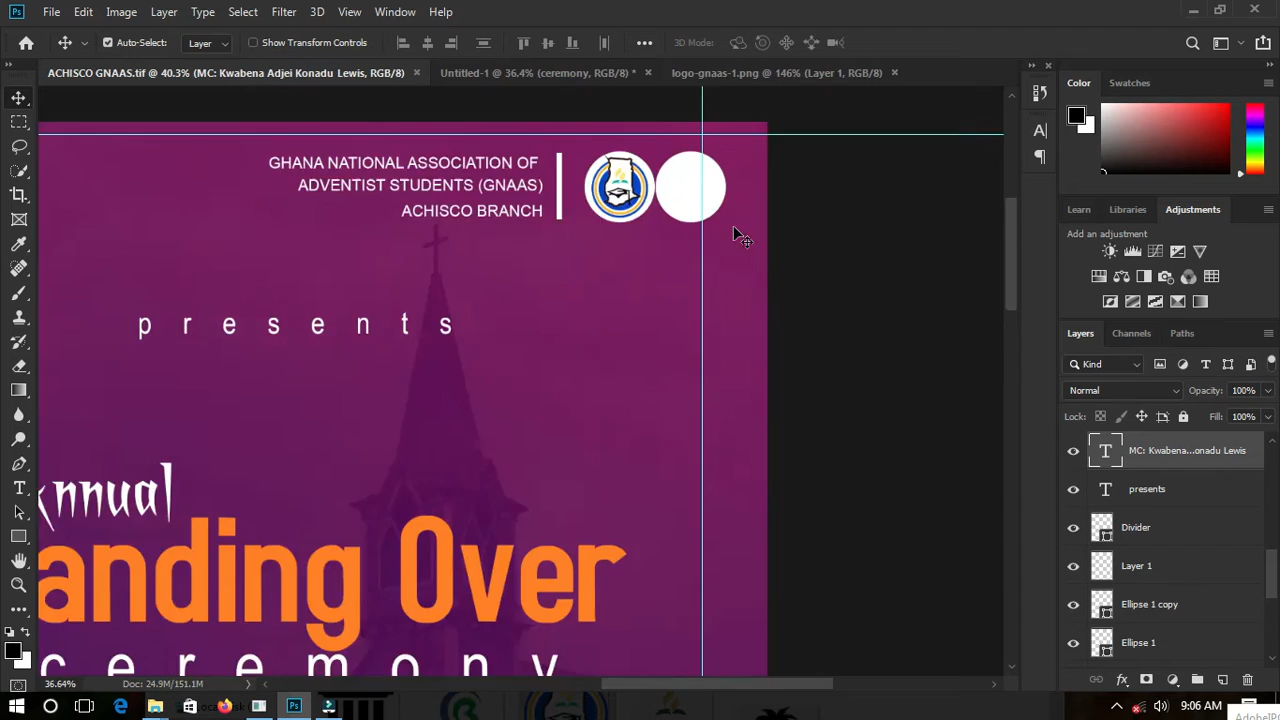 Ps File Edit Image Layer Type Select Filter 3D View Window Help
Auto-Select: Layer Show Transform Controls 3D Mode:
ACHISCO GNAAS.tif @ 40.3% (MC: Kwabena Adjei Konadu Lewis, RGB/8) × Untitled-1 @ 36.4% (ceremony, RGB/8) * × logo-gnaas-1.png @ 146% (Layer 1, RGB/8) ×
GHANA NATIONAL ASSOCIATION OF
ADVENTIST STUDENTS (GNAAS)
ACHISCO BRANCH
presents
Annual
anding Over
ceremony
Color Swatches
Learn Libraries Adjustments
Add an adjustment
Layers Channels Paths
Kind
Normal Opacity: 100%
Lock: Fill: 100%
MC: Kwabena...onadu Lewis
presents
Divider
Layer 1
Ellipse 1 copy
Ellipse 1
36.64% Doc: 24.9M/151.1M
9:06 AM